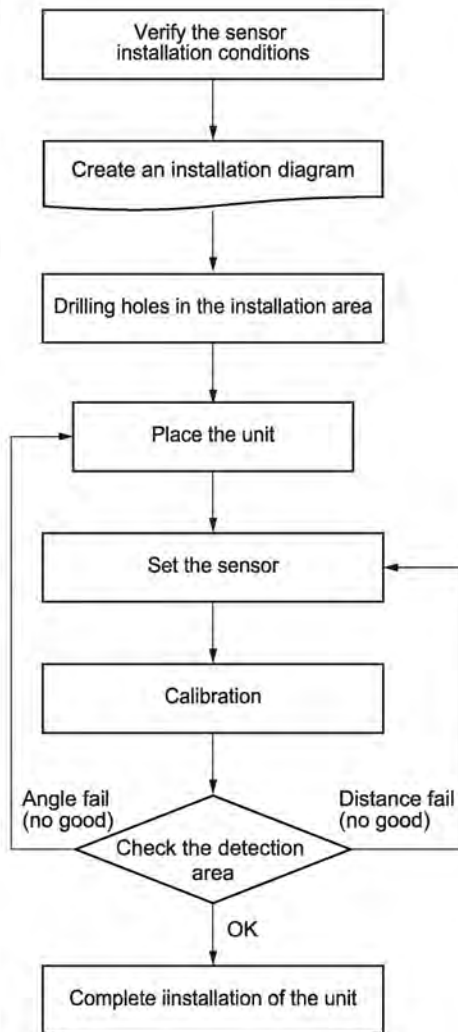 Verify the sensor
installation conditions
Create an installation diagram
Drilling holes in the installation area
Place the unit
Set the sensor
Calibration
Angle fail
(no good)
Distance fail
(no good)
Check the detection
area
OK
Complete iinstallation of the unit